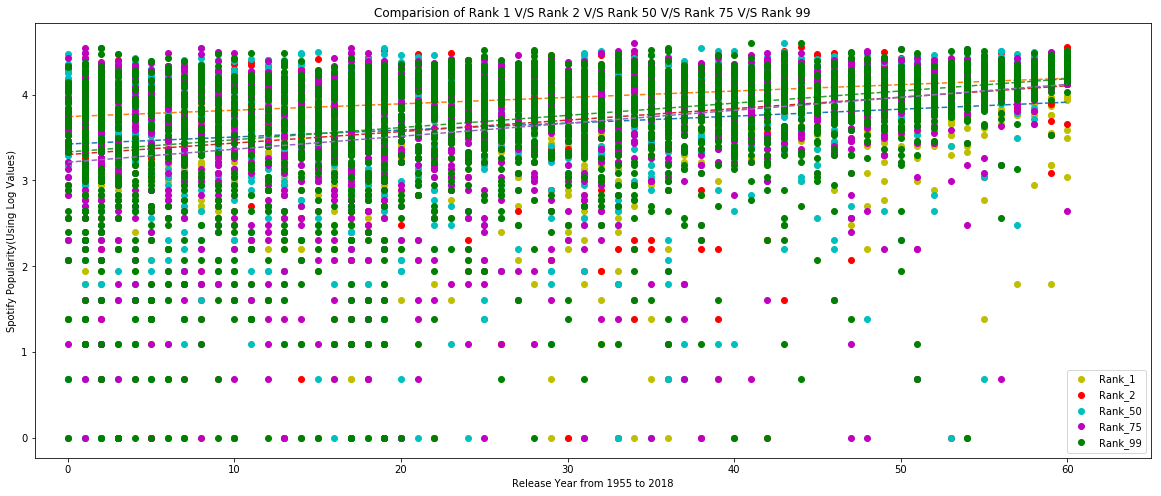 Comparision of Rank 1 V/S Rank 2 V/S Rank 50 V/S Rank 75 V/S Rank 99
Spotify Popularity(Using Log Values)
4
3
2
1
0
0 10 20 30 40 50 60
Release Year from 1955 to 2018
Rank_1
Rank_2
Rank_50
Rank_75
Rank_99